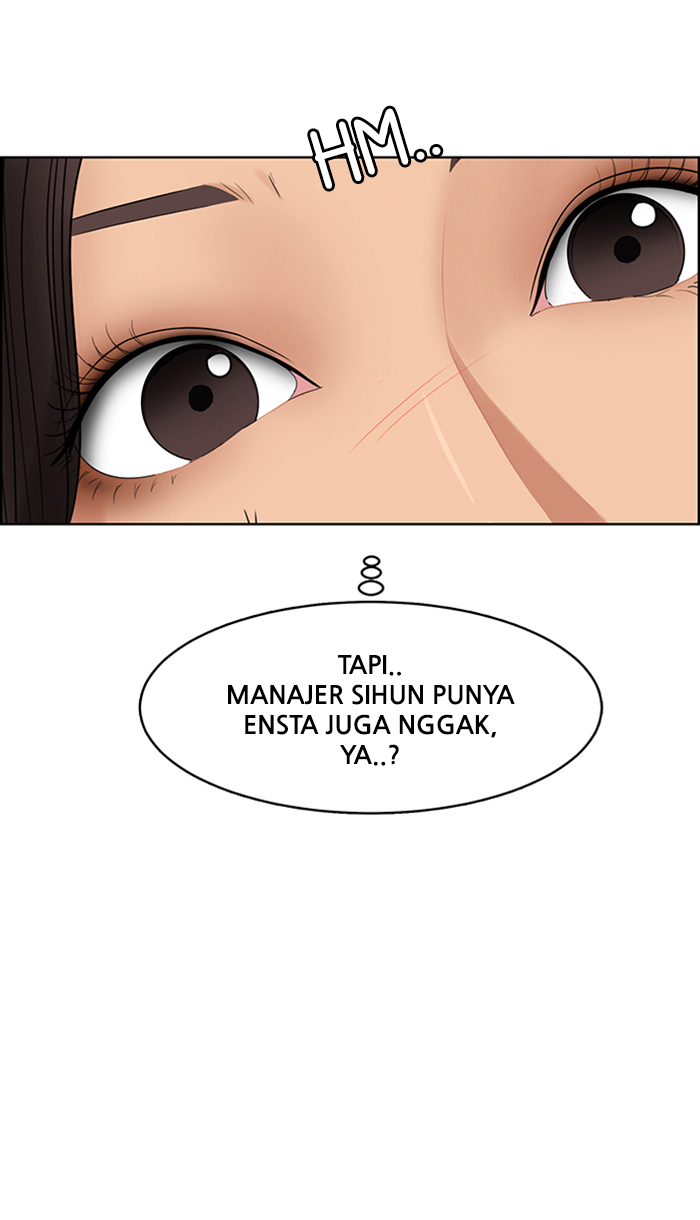 HM..
TAPI..
MANAJER SIHUN PUNYA
ENSTA JUGA NGGAK,
YA..?